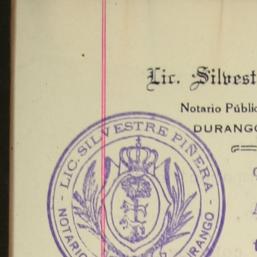 Lic. Silvest
Notario Públic
DURANGO
- LIC. SILVESTRE PIÑERA. -
NOTARIO
DURANGO